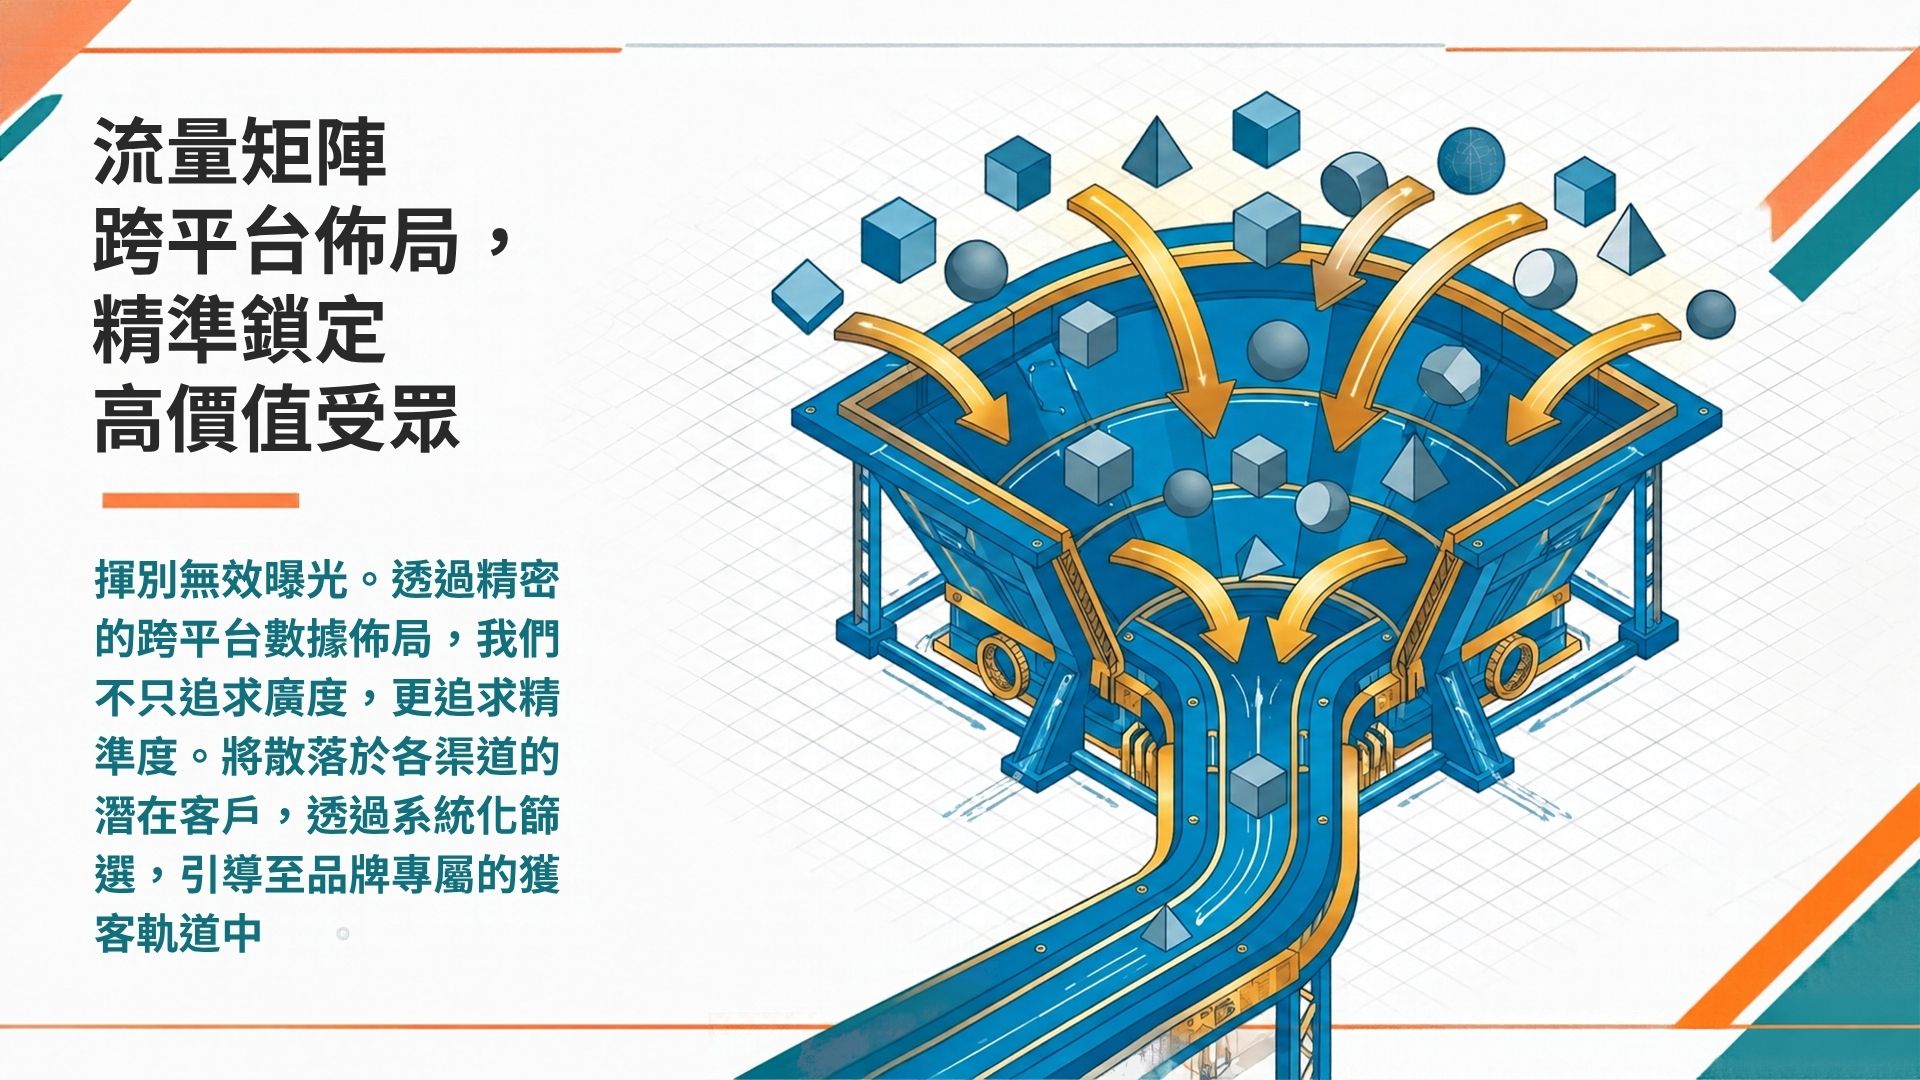 流量矩陣
跨平台佈局，
精準鎖定
高價值受眾
揮別無效曝光。透過精密
的跨平台數據佈局，我們
不只追求廣度，更追求精
準度。將散落於各渠道的
潛在客戶，透過系統化篩
選，引導至品牌專屬的獲
客軌道中